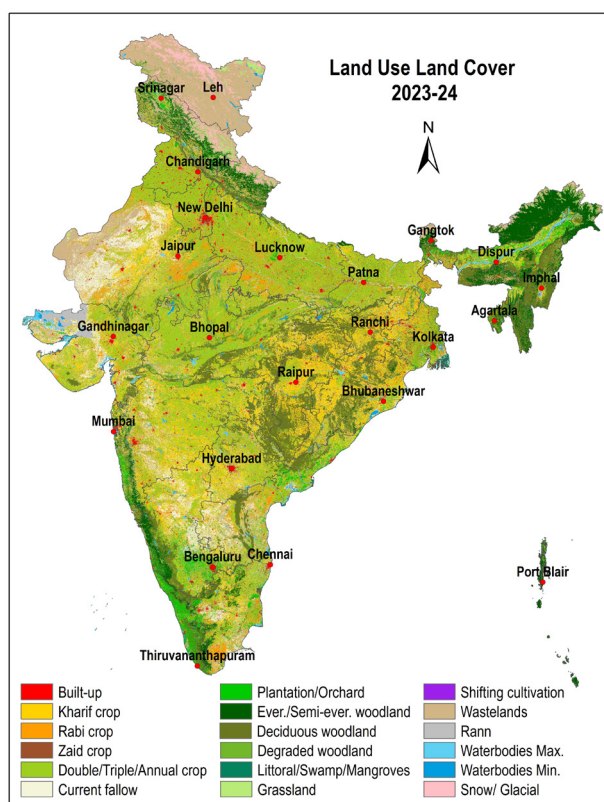 Land Use Land Cover
2023-24
N
Srinagar
Leh
Chandigarh
New Delhi
Jaipur
Lucknow
Gangtok
Dispur
Patna
Imphal
Agartala
Gandhinagar
Bhopal
Ranchi
Kolkata
Raipur
Bhubaneshwar
Mumbai
Hyderabad
Bengaluru
Chennai
Port Blair
Thiruvananthapuram
Built-up
Kharif crop
Rabi crop
Zaid crop
Double/Triple/Annual crop
Current fallow
Plantation/Orchard
Ever./Semi-ever. woodland
Deciduous woodland
Degraded woodland
Littoral/Swamp/Mangroves
Grassland
Shifting cultivation
Wastelands
Rann
Waterbodies Max.
Waterbodies Min.
Snow/ Glacial